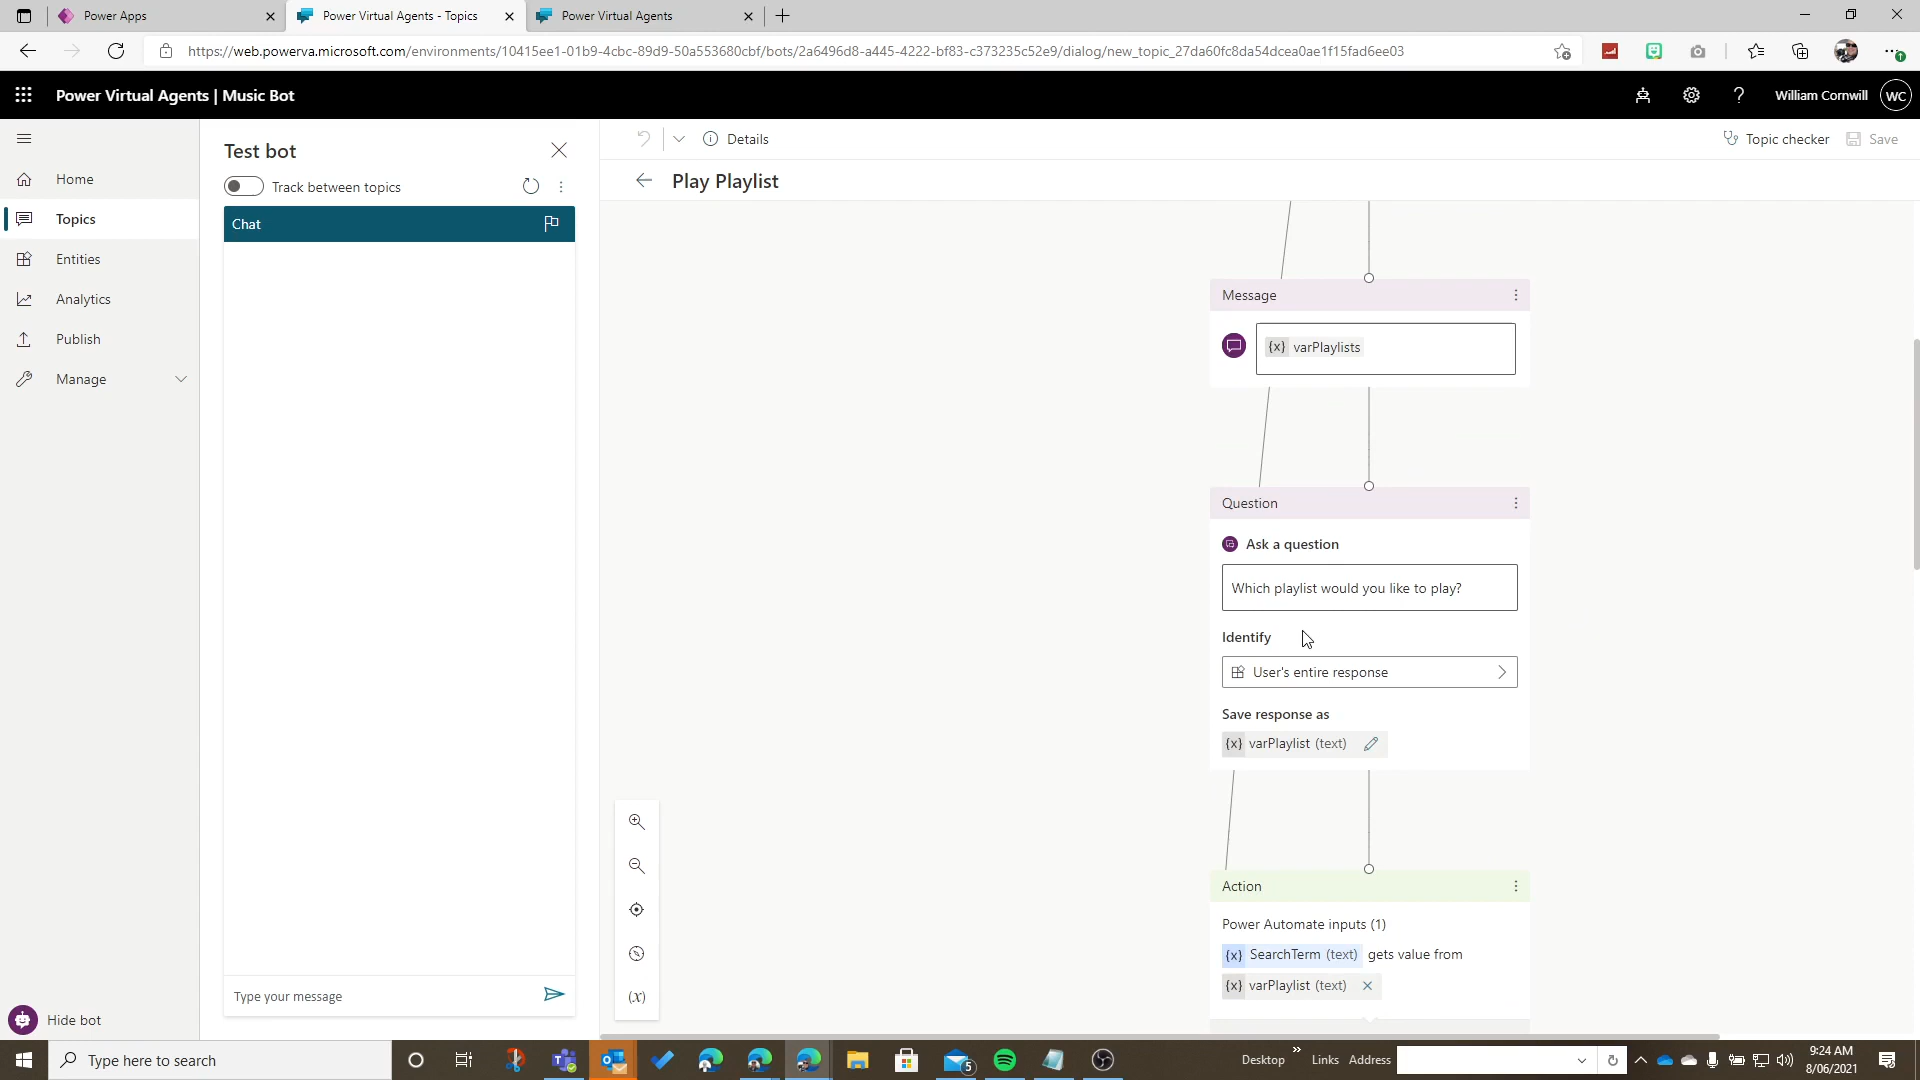 Power Apps
Power Virtual Agents - Topics
Power Virtual Agents
https://web.powerva.microsoft.com/environments/10415ee1-01b9-4cbc-89d9-50a553680cbf/bots/2a6496d8-a445-4222-bf83-c373235c52e9/dialog/new_topic_27da60fc8da54dcea0ae1f15fad6ee03
Power Virtual Agents | Music Bot
William Cornwill
WC
Home
Topics
Entities
Analytics
Publish
Manage
Hide bot
Test bot
Track between topics
Chat
Type your message
Details
Topic checker
Save
Play Playlist
Message
{x} varPlaylists
Question
Ask a question
Which playlist would you like to play?
Identify
User's entire response
Save response as
{x} varPlaylist (text)
Action
Power Automate inputs (1)
{x} SearchTerm (text) gets value from
{x} varPlaylist (text)
(x)
Type here to search
5
Desktop
Links
Address
9:24 AM
8/06/2021